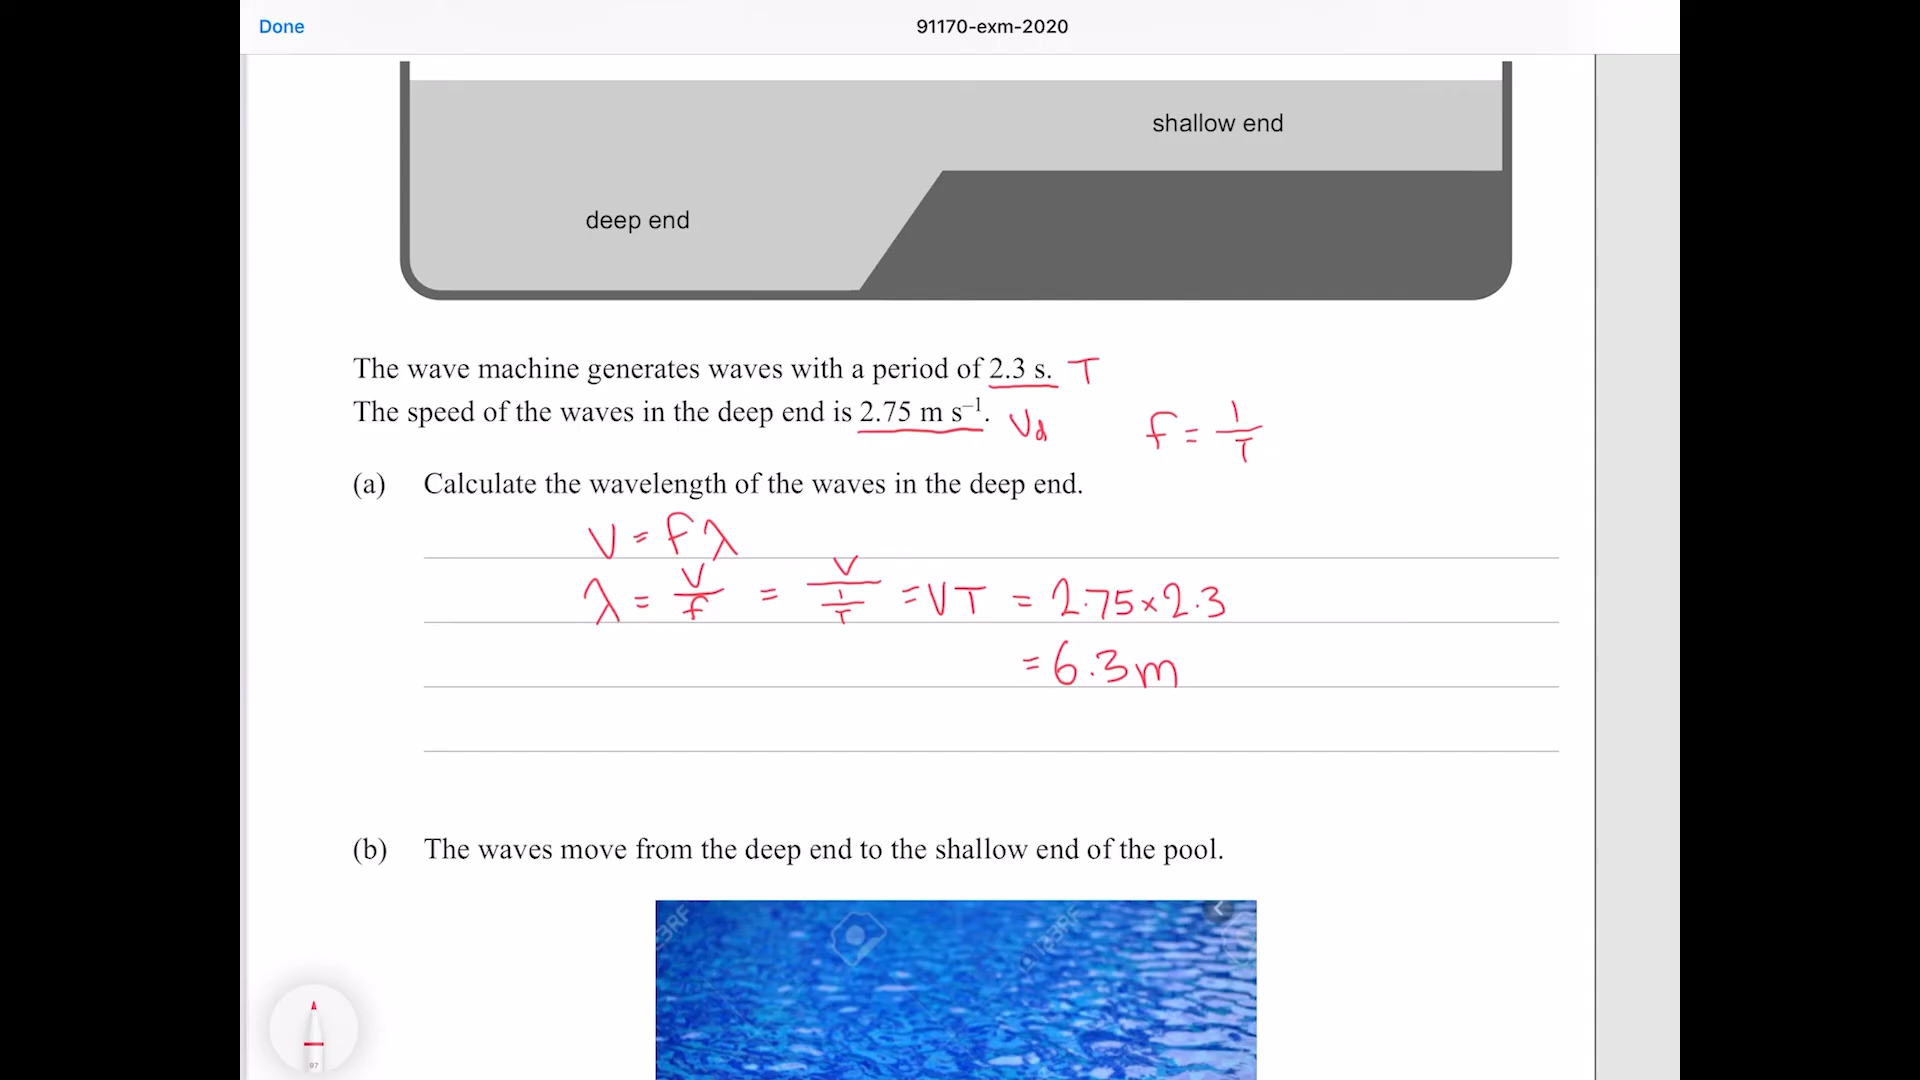 Done
91170-exm-2020
shallow end
deep end
The wave machine generates waves with a period of 2.3 s. T
The speed of the waves in the deep end is 2.75 m s⁻¹. Vd
f = 1/T
(a) Calculate the wavelength of the waves in the deep end.
V = fλ
λ = V/f = V/(1/T) = VT = 2.75×2.3
= 6.3m
(b) The waves move from the deep end to the shallow end of the pool.
123RF
97